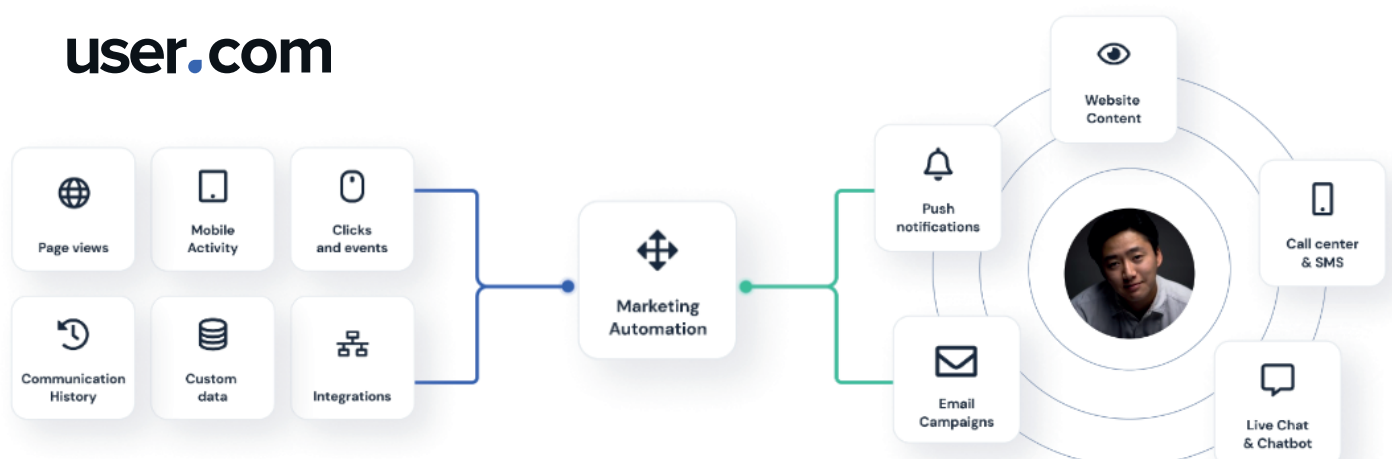 user.com
Page views
Mobile
Activity
Clicks
and events
Communication
History
Custom
data
Integrations
Marketing
Automation
Website
Content
Push
notifications
Call center
& SMS
Email
Campaigns
Live Chat
& Chatbot